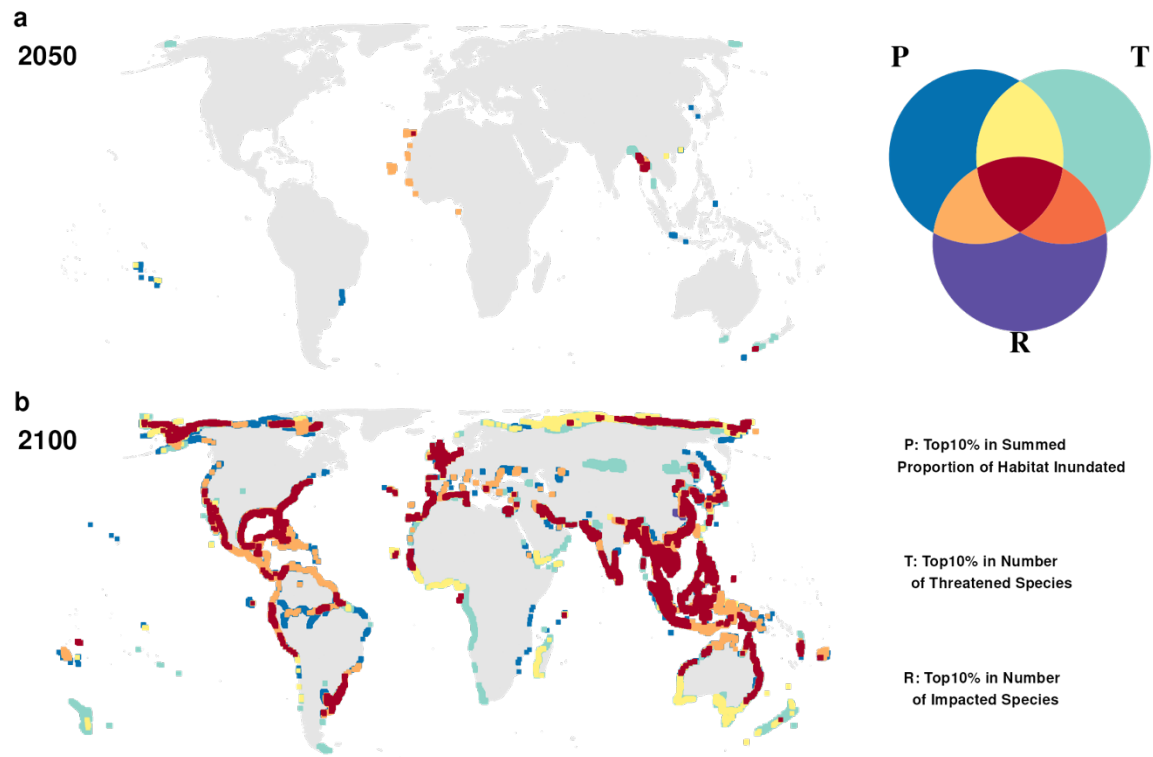 a
2050
P
T
R
b
2100
P: Top10% in Summed
Proportion of Habitat Inundated
T: Top10% in Number
of Threatened Species
R: Top10% in Number
of Impacted Species